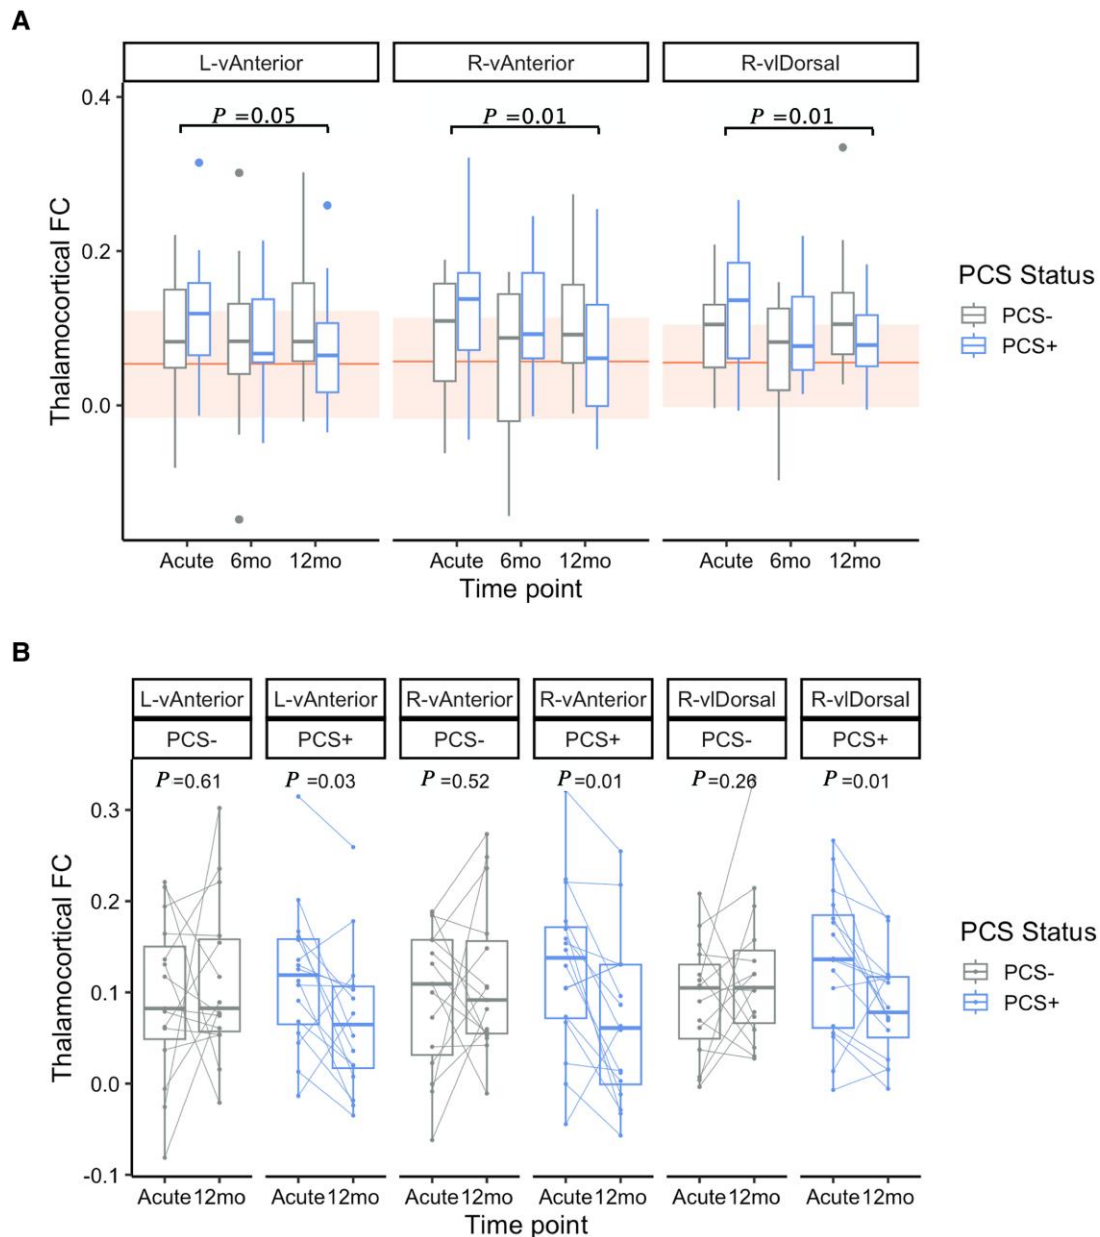 A
L-vAnterior R-vAnterior R-vlDorsal
0.4
P =0.05 P =0.01 P =0.01
0.2
0.0
Thalamocortical FC
PCS Status
PCS-
PCS+
Acute 6mo 12mo Acute 6mo 12mo Acute 6mo 12mo
Time point
B
L-vAnterior L-vAnterior R-vAnterior R-vAnterior R-vlDorsal R-vlDorsal
PCS- PCS+ PCS- PCS+ PCS- PCS+
P =0.61 P =0.03 P =0.52 P =0.01 P =0.26 P =0.01
0.3
0.2
0.1
0.0
-0.1
Thalamocortical FC
PCS Status
PCS-
PCS+
Acute 12mo Acute 12mo Acute 12mo Acute 12mo Acute 12mo Acute 12mo
Time point